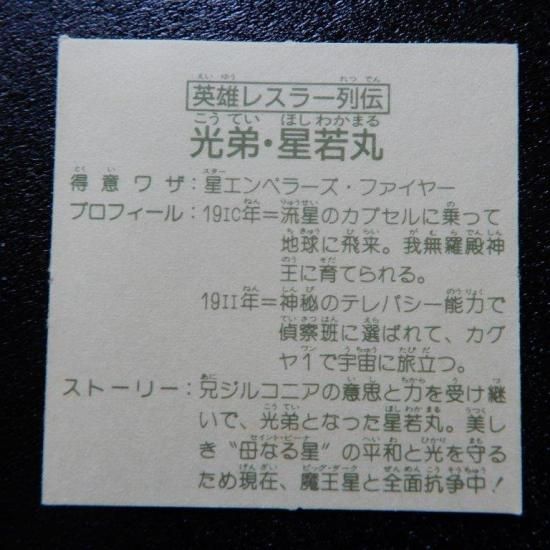 英雄レスラー列伝
光弟・星若丸
得意ワザ:星エンペラーズ・ファイヤー
プロフィール:191C年=流星のカプセルに乗って
地球に飛来。我無羅殿神
王に育てられる。
1911年=神秘のテレパシー能力で
偵察班に選ばれて、カグ
ヤ1で宇宙に旅立つ。
ストーリー:兄ジルコニアの意思と力を受け継
いで、光弟となった星若丸。美し
き〝母なる星〟の平和と光を守る
ため現在、魔王星と全面抗争中!